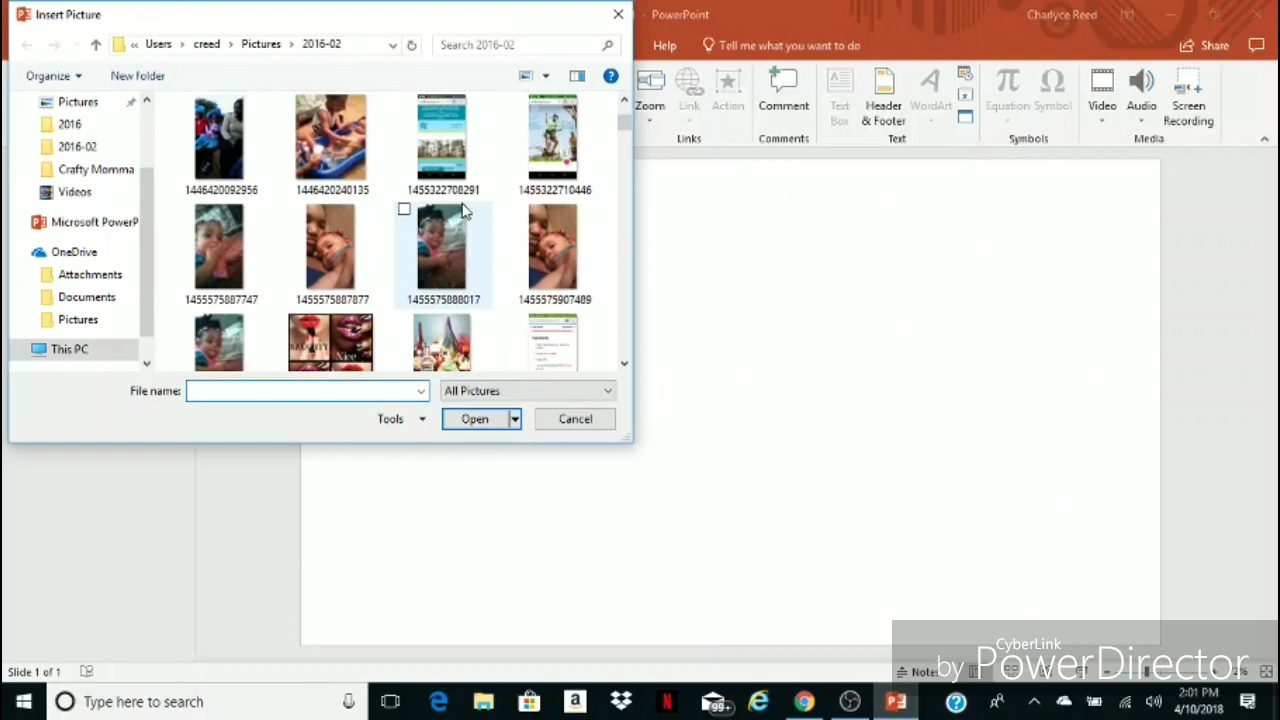 Insert Picture
PowerPoint
Charlyce Reed
« Users > creed > Pictures > 2016-02
Search 2016-02
Help
Tell me what you want to do
Share
Organize
New folder
Pictures
2016
2016-02
Crafty Momma
Videos
Microsoft PowerP
OneDrive
Attachments
Documents
Pictures
This PC
1446420092956
1446420240135
1455322708291
1455322710446
1455575887747
1455575887877
1455575888017
1455575907489
File name:
All Pictures
Tools
Open
Cancel
Zoom
Link
Action
Comment
Text Box
Header & Footer
WordArt
Equation
Symbol
Video
Audio
Screen Recording
Links
Comments
Text
Symbols
Media
Slide 1 of 1
Notes
CyberLink
by PowerDirector
Type here to search
99+
2:01 PM
4/10/2018